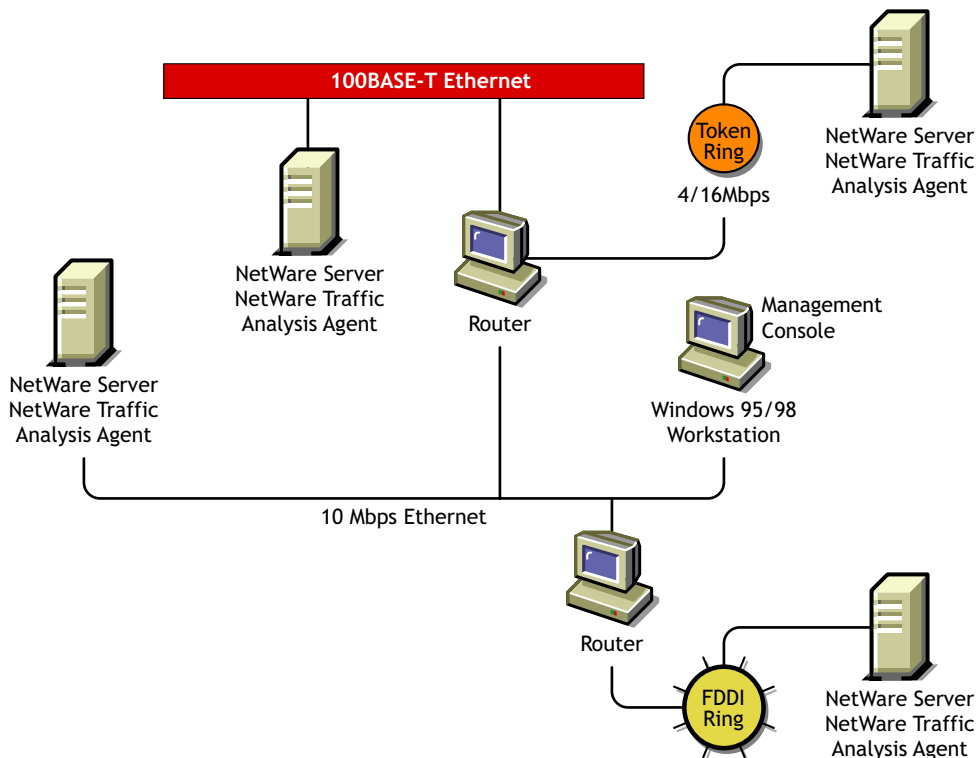 100BASE-T Ethernet
Token
Ring
4/16Mbps
NetWare Server
NetWare Traffic
Analysis Agent
NetWare Server
NetWare Traffic
Analysis Agent
Router
Management
Console
NetWare Server
NetWare Traffic
Analysis Agent
Windows 95/98
Workstation
10 Mbps Ethernet
Router
FDDI
Ring
NetWare Server
NetWare Traffic
Analysis Agent